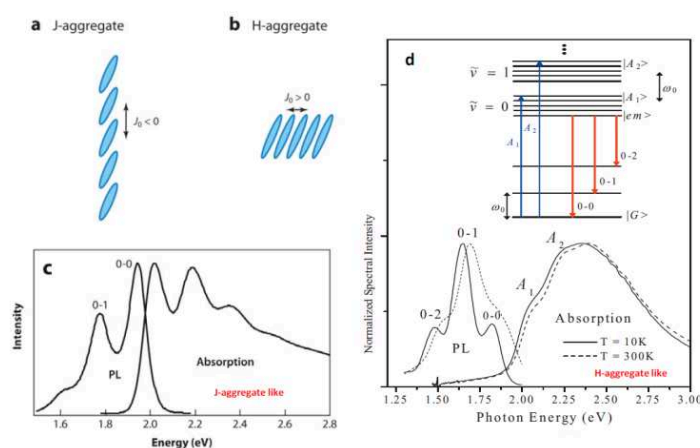 a J-aggregate
J₀ < 0
b H-aggregate
J₀ > 0
c
0-0
0-1
PL
Absorption
J-aggregate like
Intensity
1.6 1.8 2.0 2.2 2.4 2.6 2.8
Energy (eV)
d
ṽ = 1
|A₂>
ω₀
ṽ = 0
|A₁>
|em>
A₁
A₂
0-2
0-1
0-0
ω₀
|G>
Normalized Spectral Intensity
0-1
A₂
A₁
0-2
0-0
Absorption
PL
T = 10K
T = 300K
H-aggregate like
1.25 1.50 1.75 2.00 2.25 2.50 2.75 3.00
Photon Energy (eV)